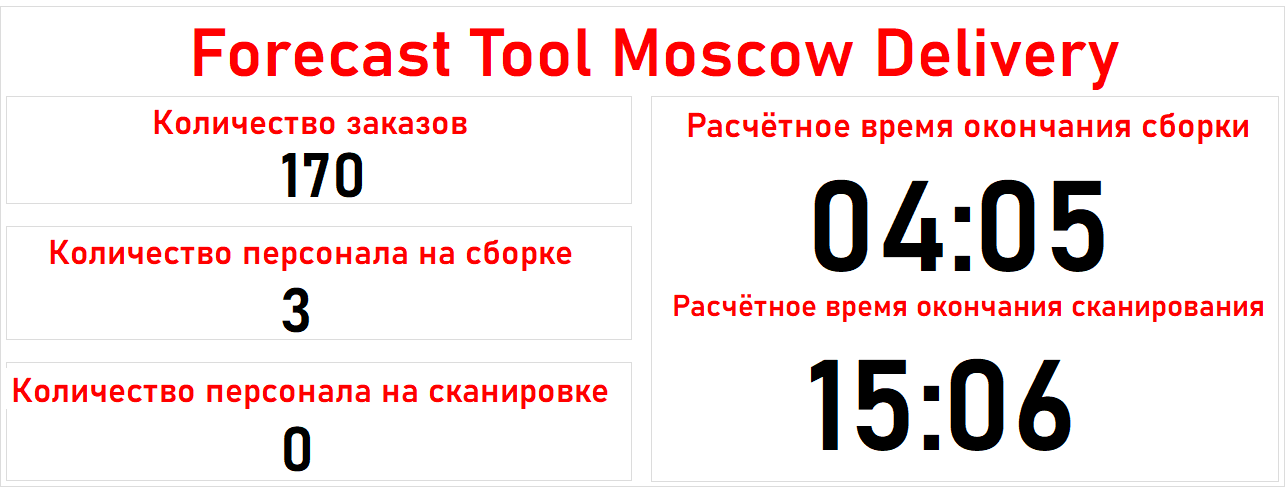 Forecast Tool Moscow Delivery
Количество заказов
170
Количество персонала на сборке
3
Количество персонала на сканировке
0
Расчётное время окончания сборки
04:05
Расчётное время окончания сканирования
15:06